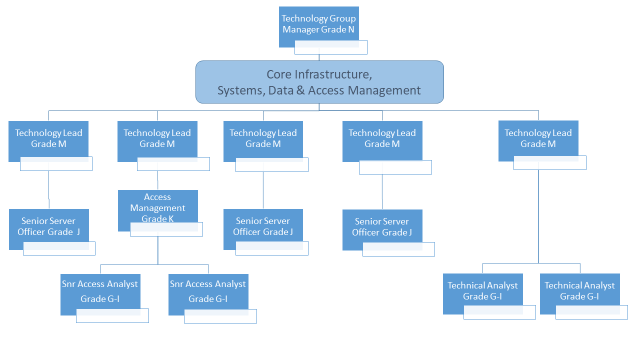 Technology Group
Manager Grade N
Core Infrastructure,
Systems, Data & Access Management
Technology Lead
Grade M
Technology Lead
Grade M
Technology Lead
Grade M
Technology Lead
Grade M
Technology Lead
Grade M
Senior Server
Officer Grade J
Access
Management
Grade K
Senior Server
Officer Grade J
Senior Server
Officer Grade J
Snr Access Analyst
Grade G-I
Snr Access Analyst
Grade G-I
Technical Analyst
Grade G-I
Technical Analyst
Grade G-I